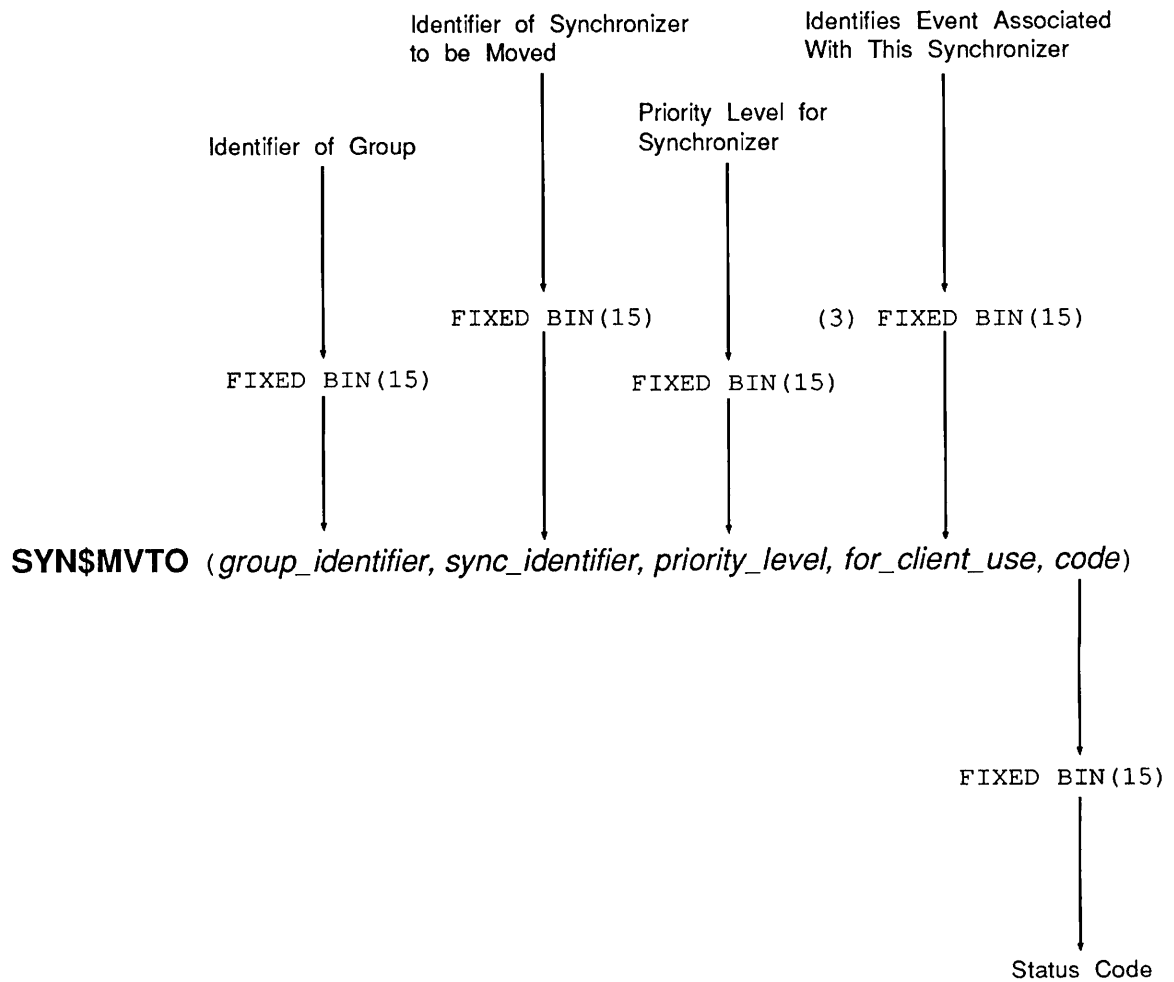 Identifier of Synchronizer
to be Moved
Identifies Event Associated
With This Synchronizer
Priority Level for
Synchronizer
Identifier of Group
FIXED BIN(15)
(3) FIXED BIN(15)
FIXED BIN(15)
FIXED BIN(15)
SYN$MVTO (group_identifier, sync_identifier, priority_level, for_client_use, code)
FIXED BIN(15)
Status Code